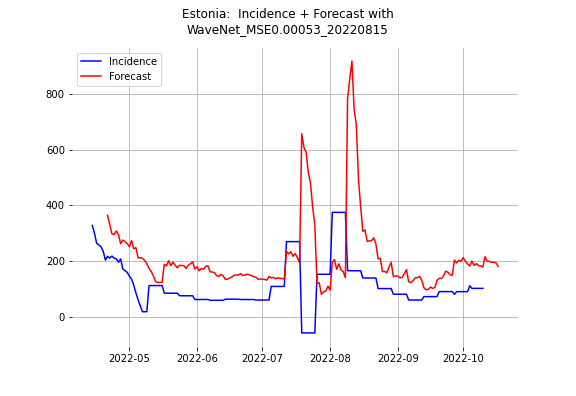 Estonia:  Incidence + Forecast with
WaveNet_MSE0.00053_20220815
Incidence
Forecast
800
600
400
200
0
2022-05
2022-06
2022-07
2022-08
2022-09
2022-10